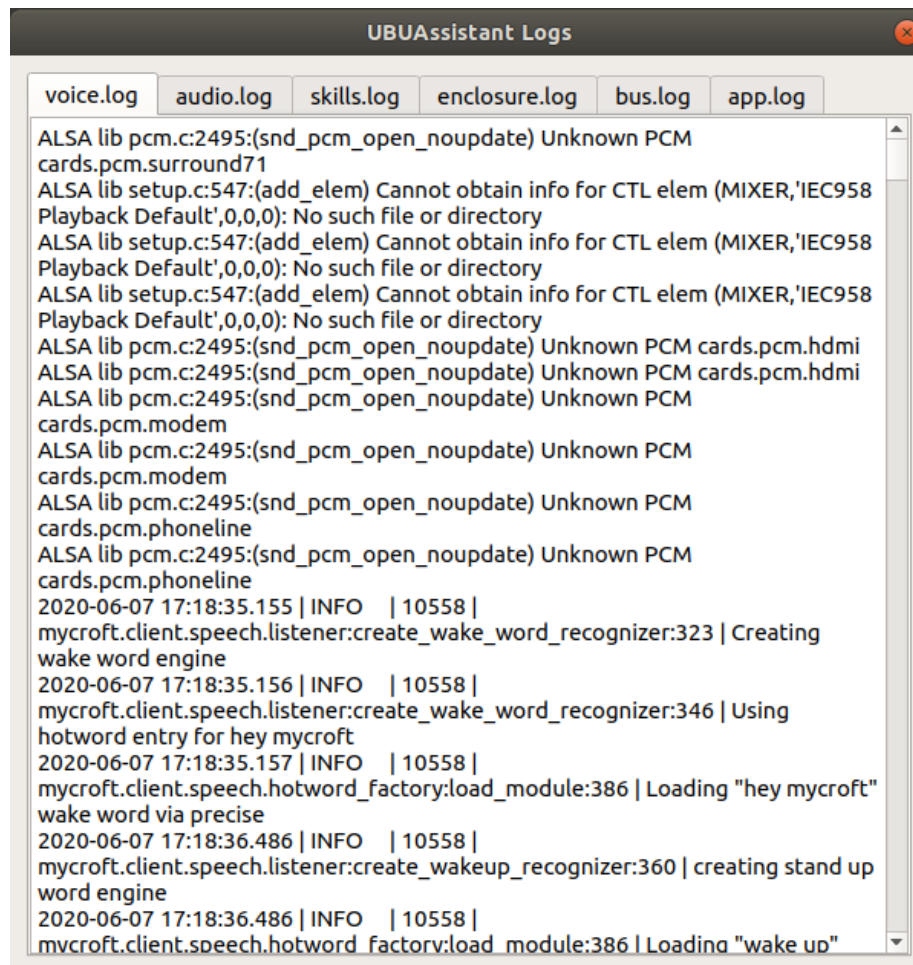 UBUAssistant Logs
voice.log audio.log skills.log enclosure.log bus.log app.log
ALSA lib pcm.c:2495:(snd_pcm_open_noupdate) Unknown PCM
cards.pcm.surround71
ALSA lib setup.c:547:(add_elem) Cannot obtain info for CTL elem (MIXER,'IEC958
Playback Default',0,0,0): No such file or directory
ALSA lib setup.c:547:(add_elem) Cannot obtain info for CTL elem (MIXER,'IEC958
Playback Default',0,0,0): No such file or directory
ALSA lib setup.c:547:(add_elem) Cannot obtain info for CTL elem (MIXER,'IEC958
Playback Default',0,0,0): No such file or directory
ALSA lib pcm.c:2495:(snd_pcm_open_noupdate) Unknown PCM cards.pcm.hdmi
ALSA lib pcm.c:2495:(snd_pcm_open_noupdate) Unknown PCM cards.pcm.hdmi
ALSA lib pcm.c:2495:(snd_pcm_open_noupdate) Unknown PCM
cards.pcm.modem
ALSA lib pcm.c:2495:(snd_pcm_open_noupdate) Unknown PCM
cards.pcm.modem
ALSA lib pcm.c:2495:(snd_pcm_open_noupdate) Unknown PCM
cards.pcm.phoneline
ALSA lib pcm.c:2495:(snd_pcm_open_noupdate) Unknown PCM
cards.pcm.phoneline
2020-06-07 17:18:35.155 | INFO | 10558 |
mycroft.client.speech.listener:create_wake_word_recognizer:323 | Creating
wake word engine
2020-06-07 17:18:35.156 | INFO | 10558 |
mycroft.client.speech.listener:create_wake_word_recognizer:346 | Using
hotword entry for hey mycroft
2020-06-07 17:18:35.157 | INFO | 10558 |
mycroft.client.speech.hotword_factory:load_module:386 | Loading "hey mycroft"
wake word via precise
2020-06-07 17:18:36.486 | INFO | 10558 |
mycroft.client.speech.listener:create_wakeup_recognizer:360 | creating stand up
word engine
2020-06-07 17:18:36.486 | INFO | 10558 |
mycroft.client.speech.hotword_factory:load_module:386 | Loading "wake up"